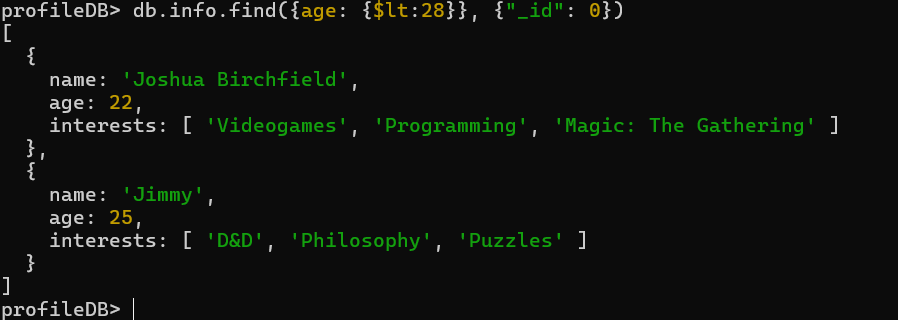 profileDB> db.info.find({age: {$lt:28}}, {"_id": 0})
[
  {
    name: 'Joshua Birchfield',
    age: 22,
    interests: [ 'Videogames', 'Programming', 'Magic: The Gathering' ]
  },
  {
    name: 'Jimmy',
    age: 25,
    interests: [ 'D&D', 'Philosophy', 'Puzzles' ]
  }
]
profileDB>